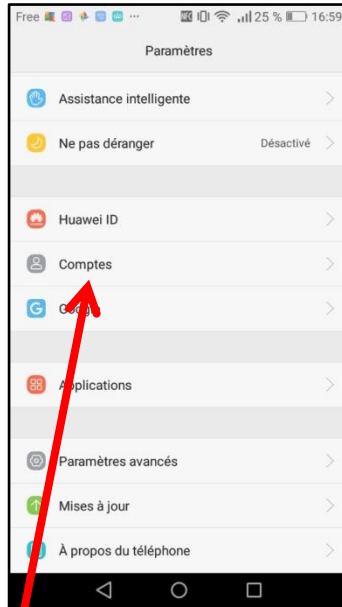 Free ... 25 % 16:59
Paramètres
Assistance intelligente
Ne pas déranger Désactivé
Huawei ID
Comptes
Google
Applications
Paramètres avancés
Mises à jour
À propos du téléphone